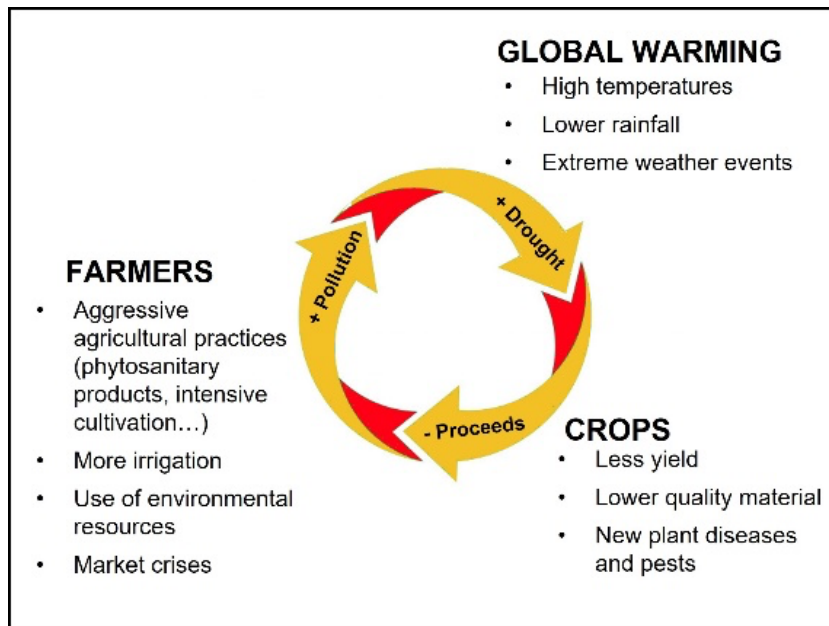 GLOBAL WARMING
• High temperatures
• Lower rainfall
• Extreme weather events
+ Drought
+ Pollution
- Proceeds
FARMERS
• Aggressive
agricultural practices
(phytosanitary
products, intensive
cultivation…)
• More irrigation
• Use of environmental
resources
• Market crises
CROPS
• Less yield
• Lower quality material
• New plant diseases
and pests